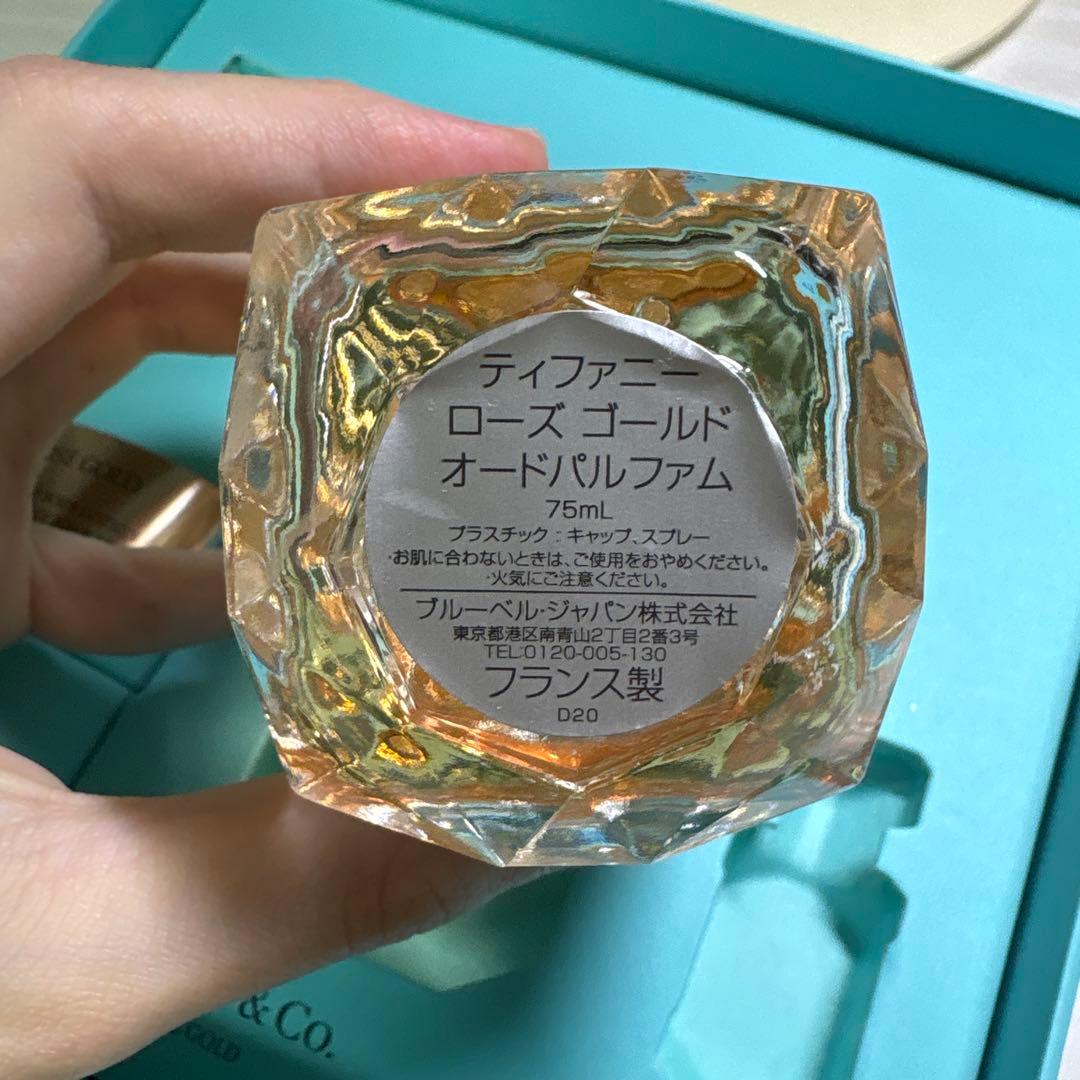 ティファニー
ローズ ゴールド
オードパルファム
75mL
プラスチック：キャップ、スプレー
・お肌に合わないときは、ご使用をおやめください。
・火気にご注意ください。
ブルーベル・ジャパン株式会社
東京都港区南青山2丁目2番3号
TEL:0120-005-130
フランス製
D20
GOLD
& Co.
GOLD